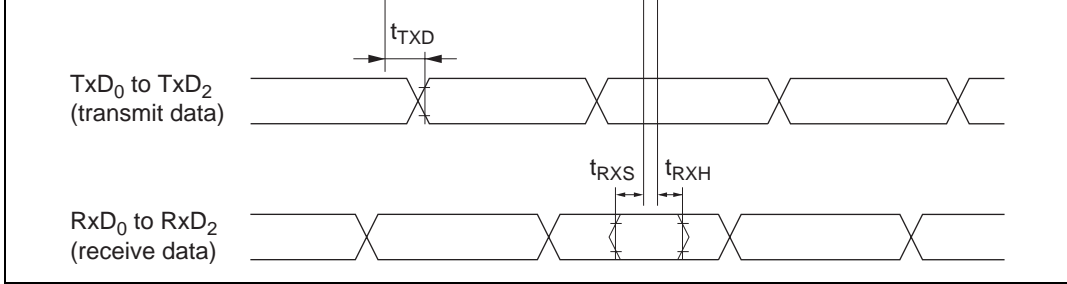 tTXD
TxD0 to TxD2
(transmit data)
tRXS tRXH
RxD0 to RxD2
(receive data)